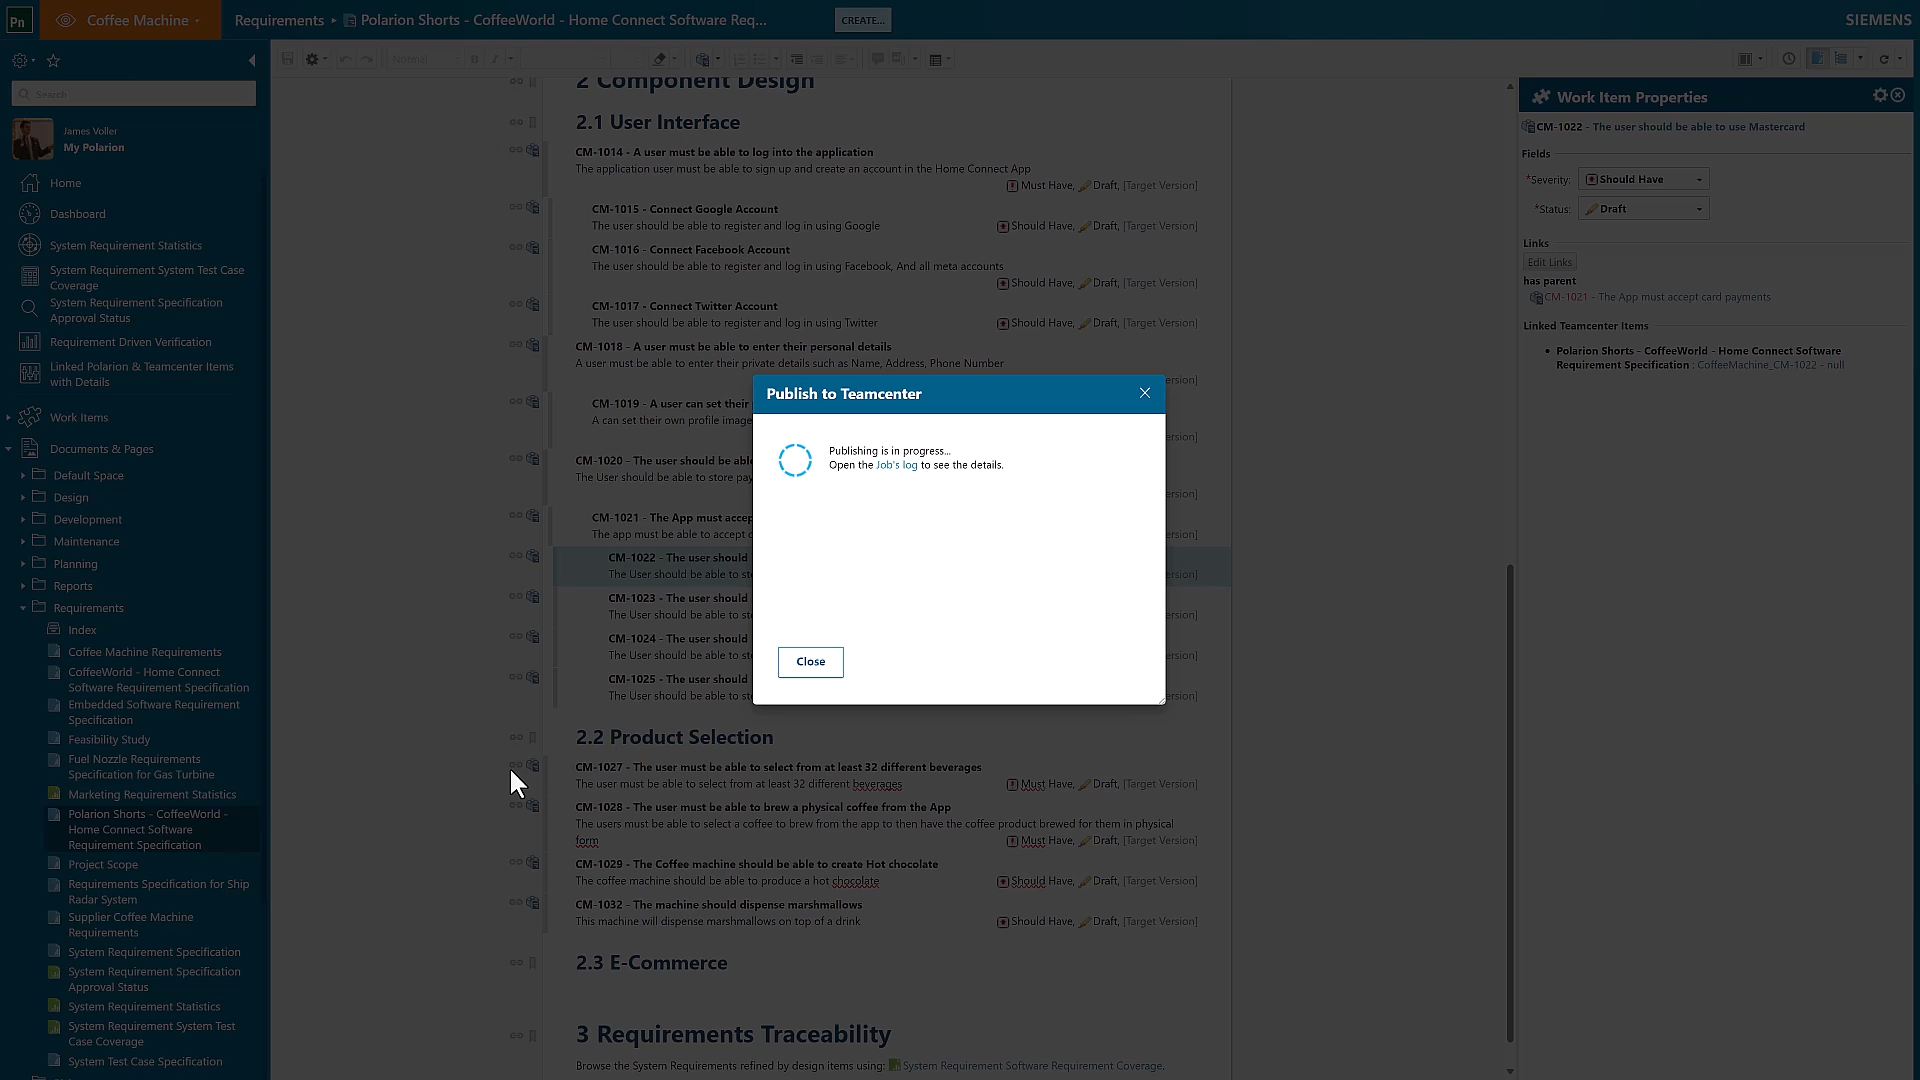 Pn
Coffee Machine
Requirements
Polarion Shorts - CoffeeWorld - Home Connect Software Req...
CREATE...
SIEMENS
Normal
B
I
Search
James Voller
My Polarion
Home
Dashboard
System Requirement Statistics
System Requirement System Test Case
Coverage
System Requirement Specification
Approval Status
Requirement Driven Verification
Linked Polarion & Teamcenter Items
with Details
Work Items
Documents & Pages
Default Space
Design
Development
Maintenance
Planning
Reports
Requirements
Index
Coffee Machine Requirements
CoffeeWorld - Home Connect
Software Requirement Specification
Embedded Software Requirement
Specification
Feasibility Study
Fuel Nozzle Requirements
Specification for Gas Turbine
Marketing Requirement Statistics
Polarion Shorts - CoffeeWorld -
Home Connect Software
Requirement Specification
Project Scope
Requirements Specification for Ship
Radar System
Supplier Coffee Machine
Requirements
System Requirement Specification
System Requirement Specification
Approval Status
System Requirement Statistics
System Requirement System Test
Case Coverage
System Test Case Specification
2 Component Design
2.1 User Interface
CM-1014 - A user must be able to log into the application
The application user must be able to sign up and create an account in the Home Connect App
Must Have, Draft, [Target Version]
CM-1015 - Connect Google Account
The user should be able to register and log in using Google
Should Have, Draft, [Target Version]
CM-1016 - Connect Facebook Account
The user should be able to register and log in using Facebook, And all meta accounts
Should Have, Draft, [Target Version]
CM-1017 - Connect Twitter Account
The user should be able to register and log in using Twitter
Should Have, Draft, [Target Version]
CM-1018 - A user must be able to enter their personal details
A user must be able to enter their private details such as Name, Address, Phone Number
ersion]
CM-1019 - A user can set their
A can set their own profile image
ersion]
CM-1020 - The user should be able
The User should be able to store pay
ersion]
CM-1021 - The App must accep
The app must be able to accept c
ersion]
CM-1022 - The user should
The User should be able to sto
ersion]
CM-1023 - The user should
The User should be able to sto
ersion]
CM-1024 - The user should
The User should be able to sto
ersion]
CM-1025 - The user should
The User should be able to sto
ersion]
Publish to Teamcenter
Publishing is in progress...
Open the Job's log to see the details.
Close
2.2 Product Selection
CM-1027 - The user must be able to select from at least 32 different beverages
The user must be able to select from at least 32 different beverages
Must Have, Draft, [Target Version]
CM-1028 - The user must be able to brew a physical coffee from the App
The users must be able to select a coffee to brew from the app to then have the coffee product brewed for them in physical
form
Must Have, Draft, [Target Version]
CM-1029 - The Coffee machine should be able to create Hot chocolate
The coffee machine should be able to produce a hot chocolate
Should Have, Draft, [Target Version]
CM-1032 - The machine should dispense marshmallows
This machine will dispense marshmallows on top of a drink
Should Have, Draft, [Target Version]
2.3 E-Commerce
3 Requirements Traceability
Browse the System Requirements refined by design items using: System Requirement Software Requirement Coverage.
Work Item Properties
CM-1022 - The user should be able to use Mastercard
Fields
*Severity: Should Have
*Status: Draft
Links
Edit Links
has parent
CM-1021 - The App must accept card payments
Linked Teamcenter Items
• Polarion Shorts - CoffeeWorld - Home Connect Software
Requirement Specification : CoffeeMachine_CM-1022 - null